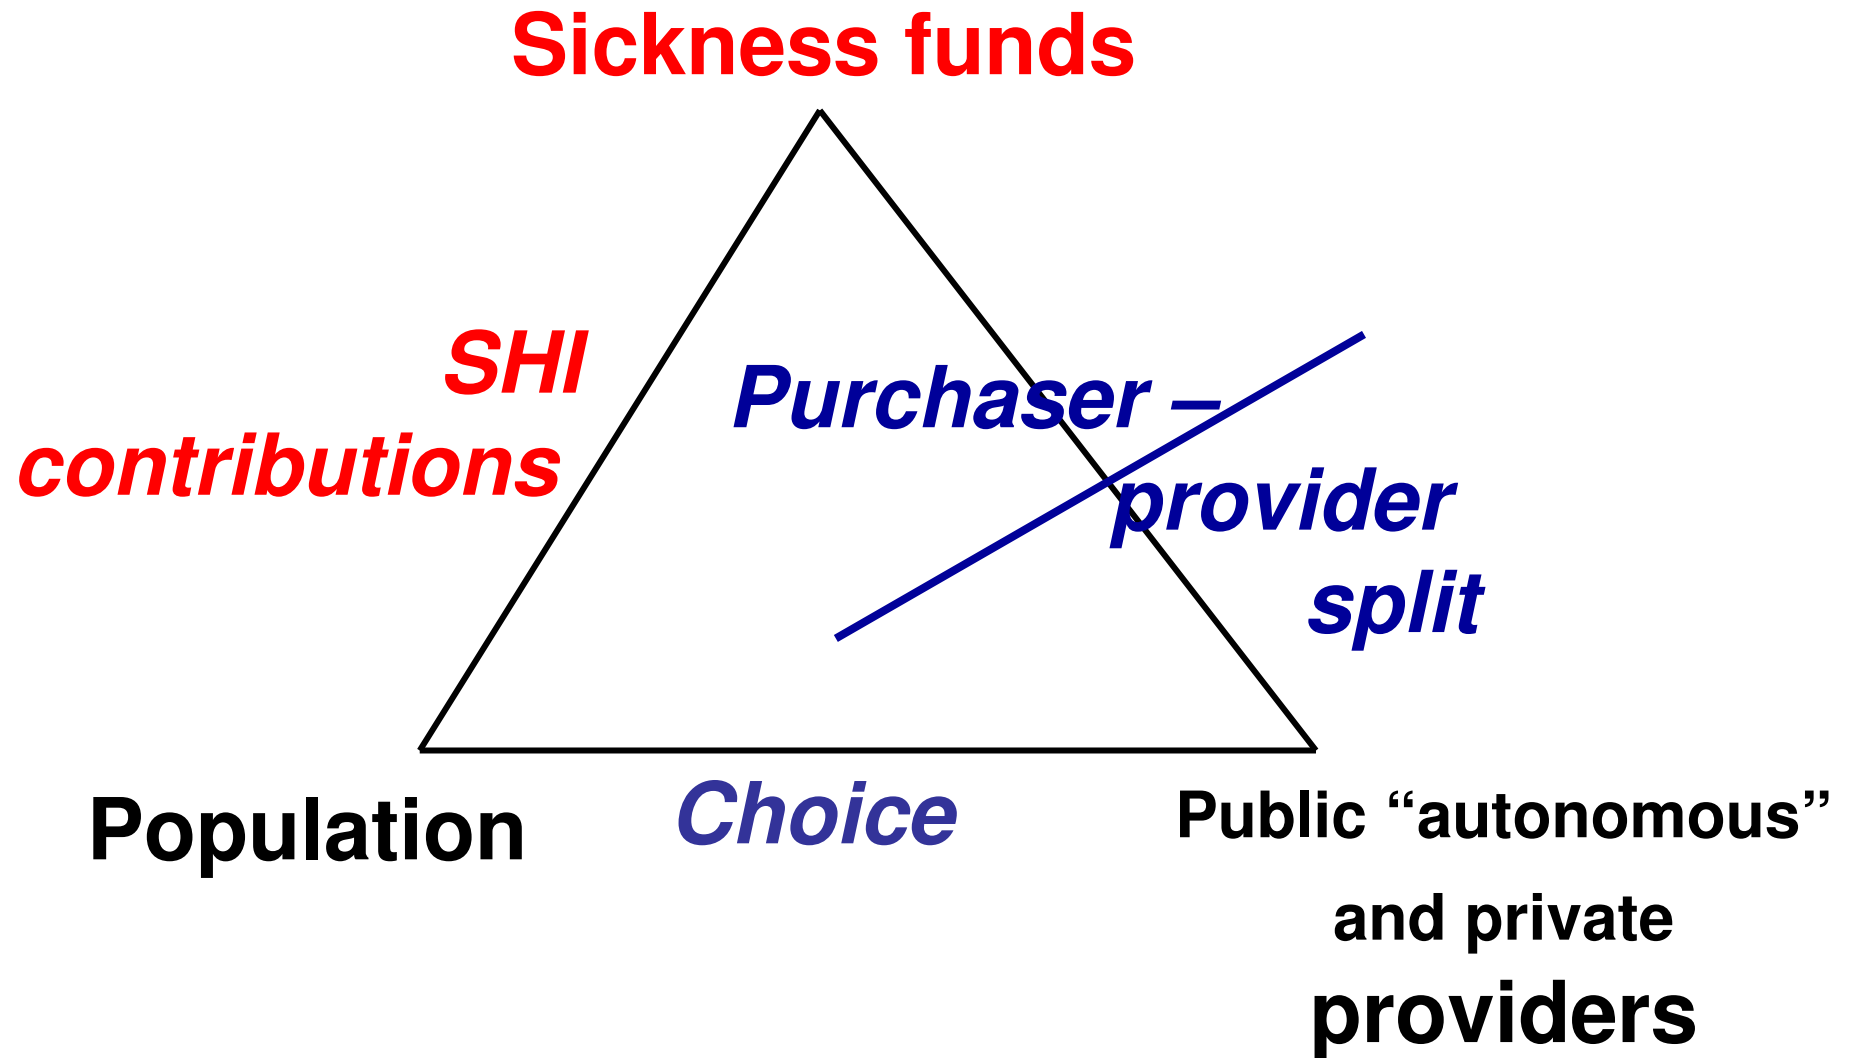 Sickness funds
SHI
contributions
Purchaser –
provider
split
Population
Choice
Public “autonomous”
and private
providers